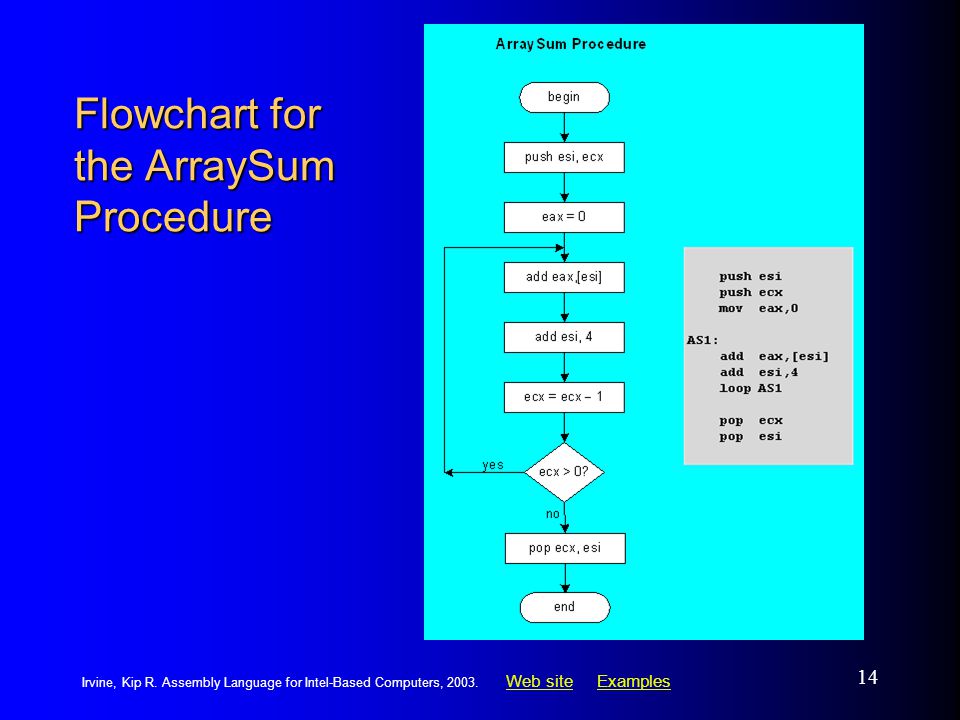 Flowchart for
the ArraySum
Procedure
ArraySum Procedure
begin
push esi, ecx
eax = 0
add eax,[esi]
add esi, 4
ecx = ecx − 1
yes
ecx > 0?
no
pop ecx, esi
end
push esi
push ecx
mov eax,0
AS1:
add eax,[esi]
add esi,4
loop AS1
pop ecx
pop esi
Irvine, Kip R. Assembly Language for Intel-Based Computers, 2003. Web site Examples
14